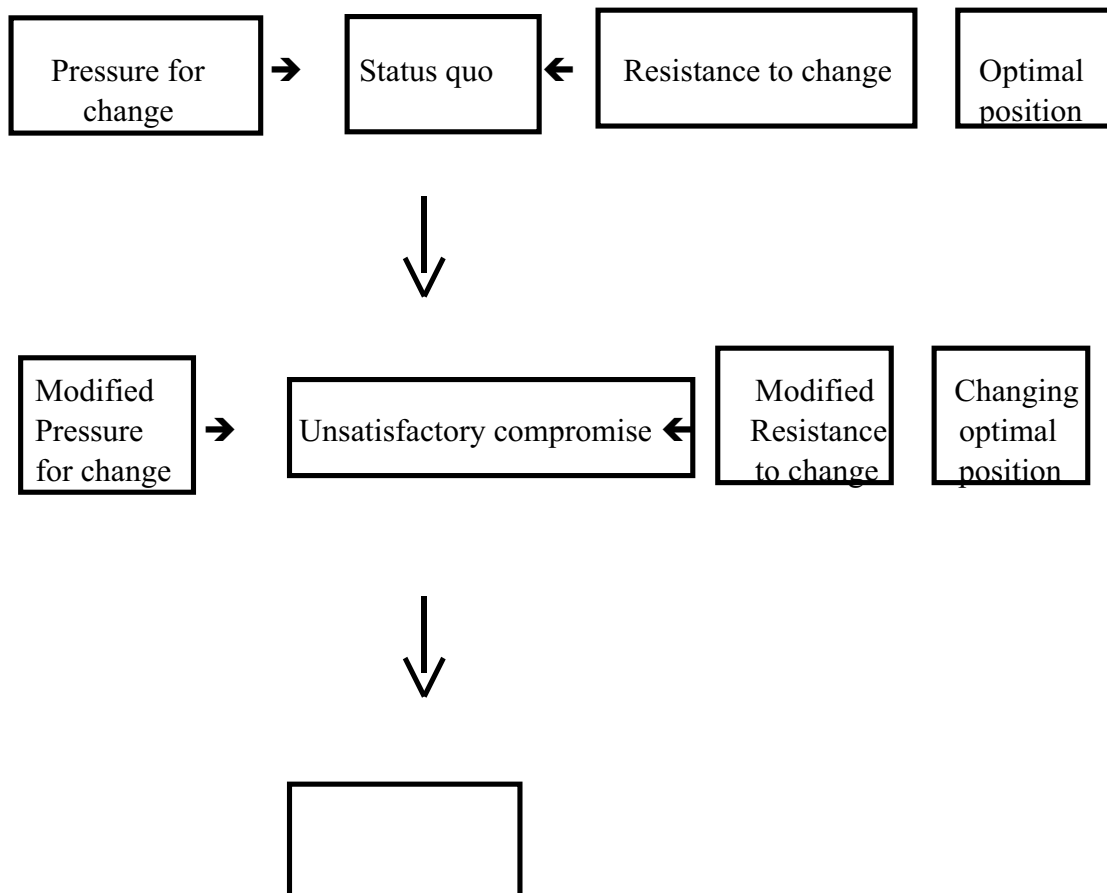 Pressure for
change
Status quo
Resistance to change
Optimal
position
Modified
Pressure
for change
Unsatisfactory compromise
Modified
Resistance
to change
Changing
optimal
position